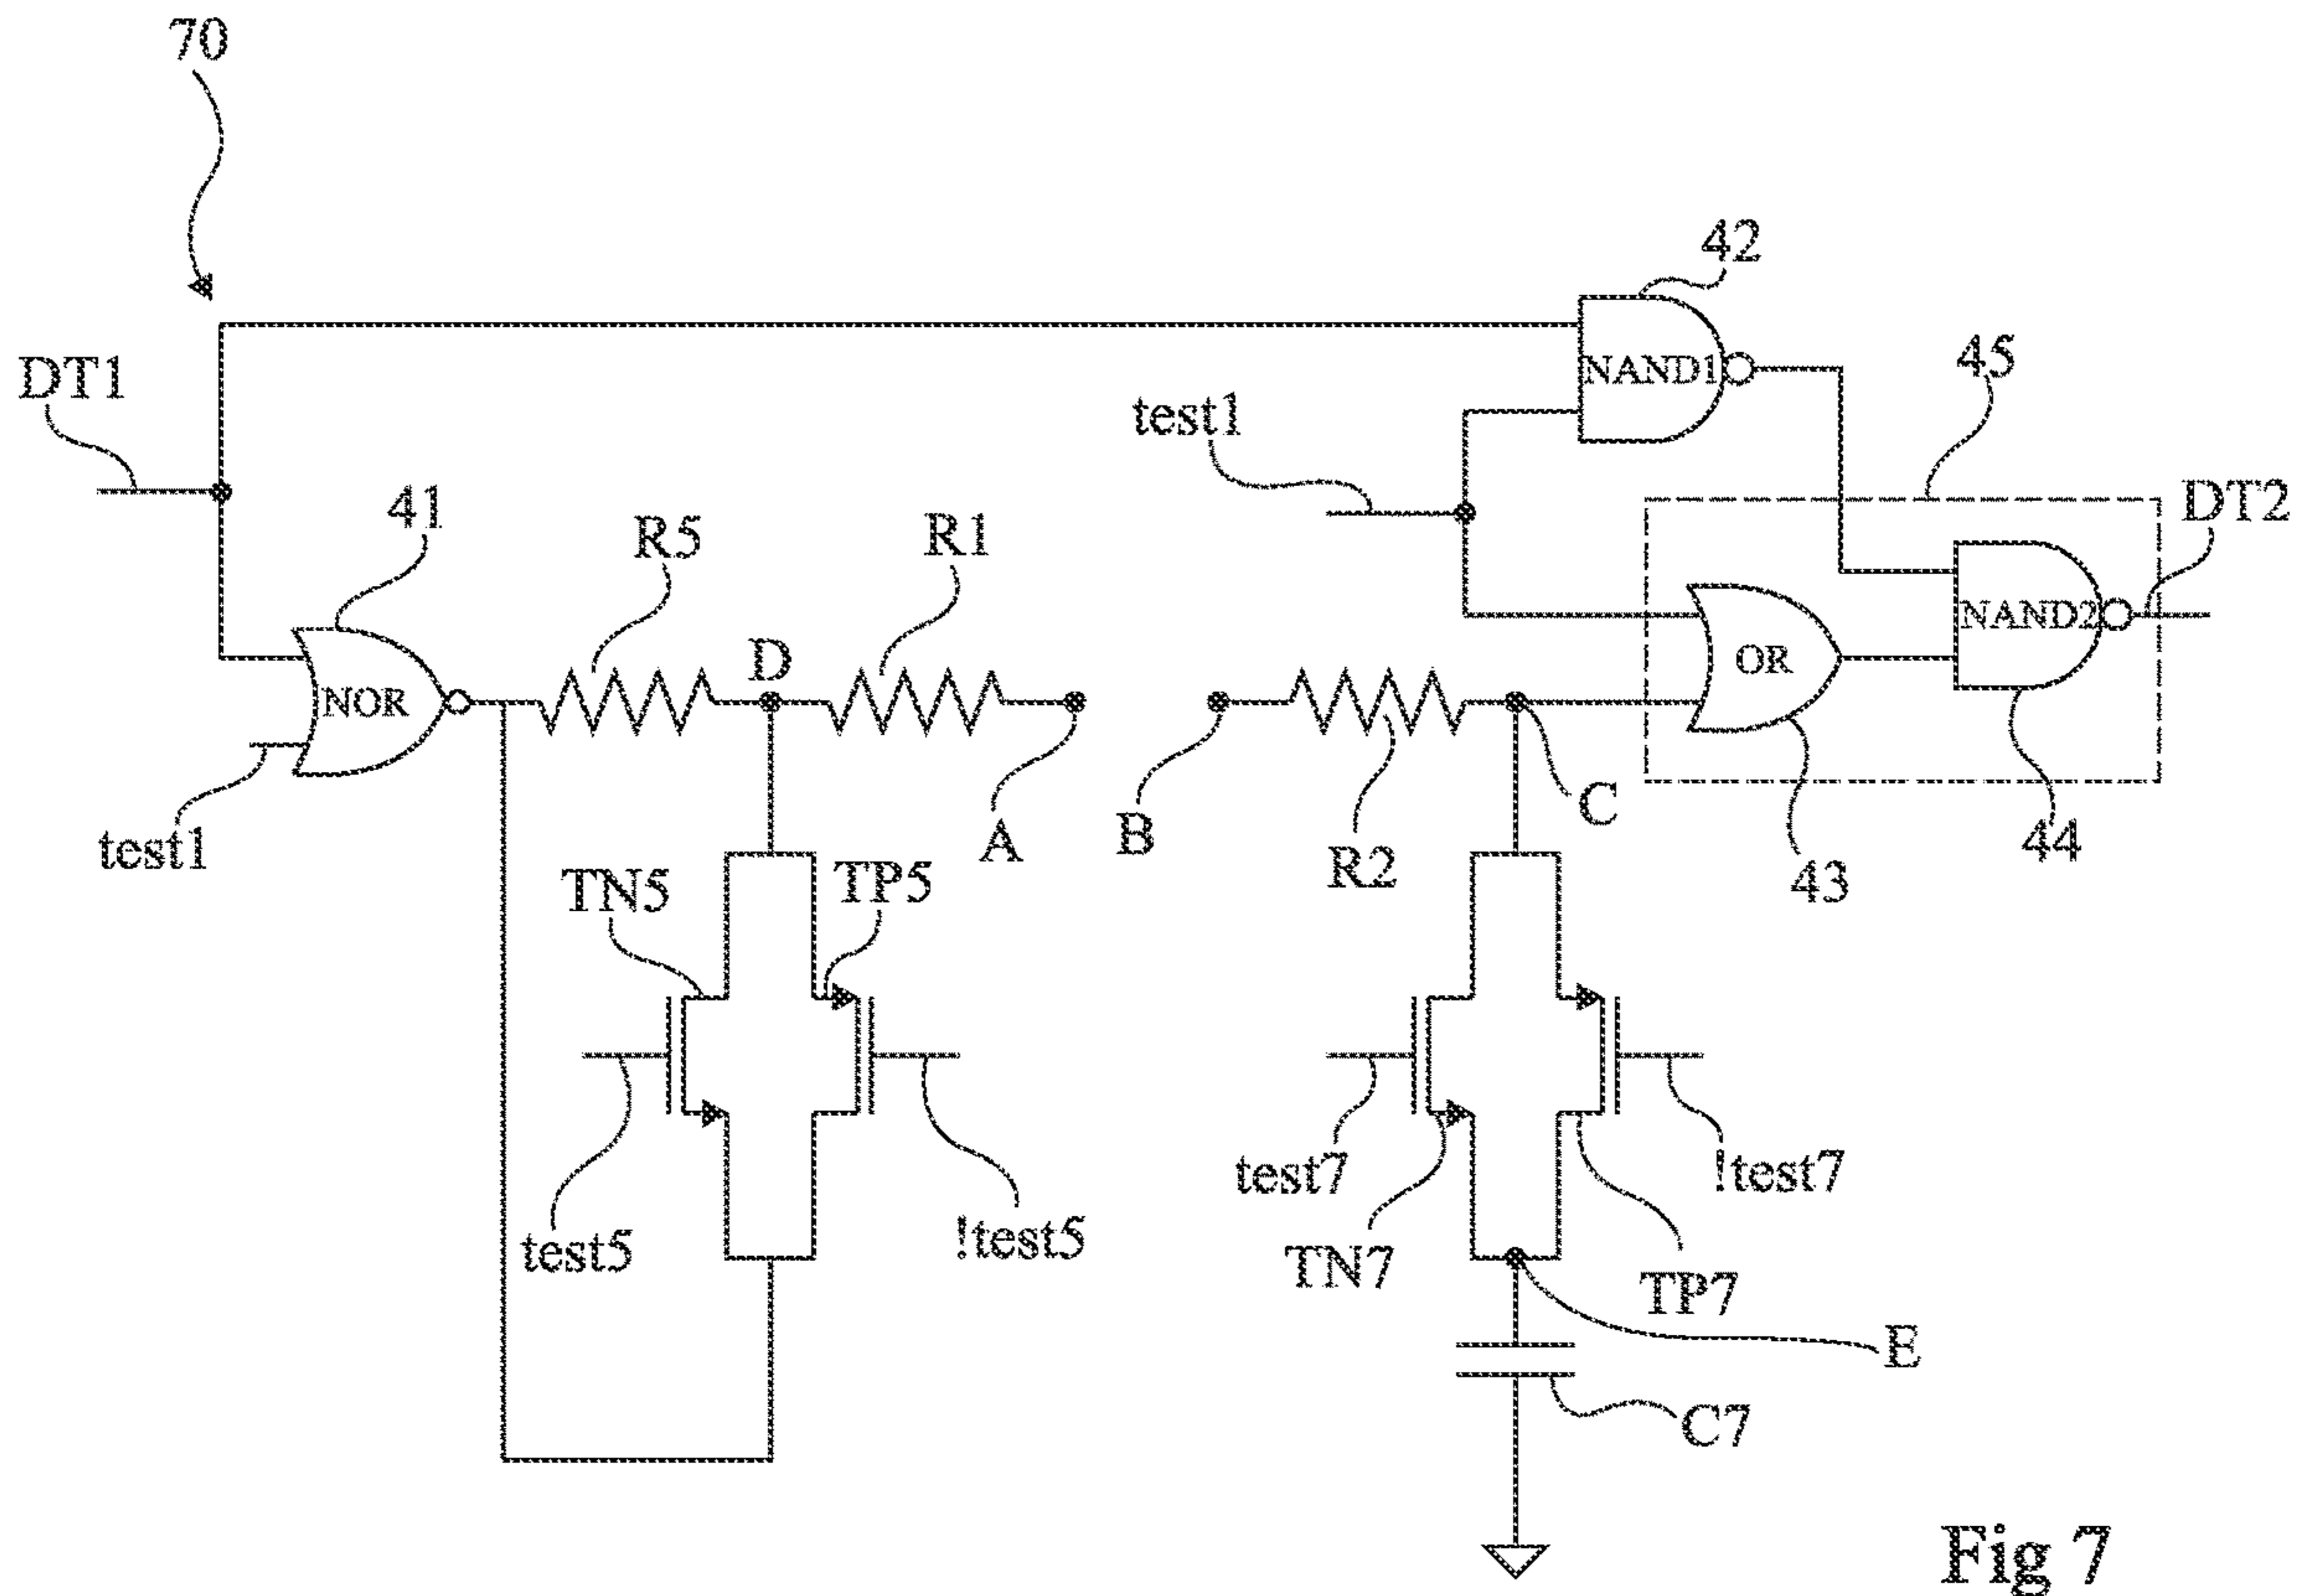 70
42
DT1
test1
NAND1
45
41
R5
R1
DT2
D
NAND2
OR
NOR
test1
A
B
R2
C
43
44
TN5
TP5
test5
!test5
test7
!test7
TN7
TP7
E
C7
Fig 7